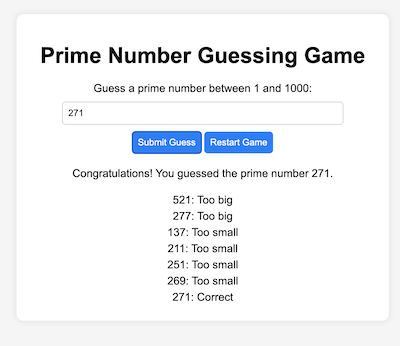 Prime Number Guessing Game
Guess a prime number between 1 and 1000:
271
Submit Guess Restart Game
Congratulations! You guessed the prime number 271.
521: Too big
277: Too big
137: Too small
211: Too small
251: Too small
269: Too small
271: Correct